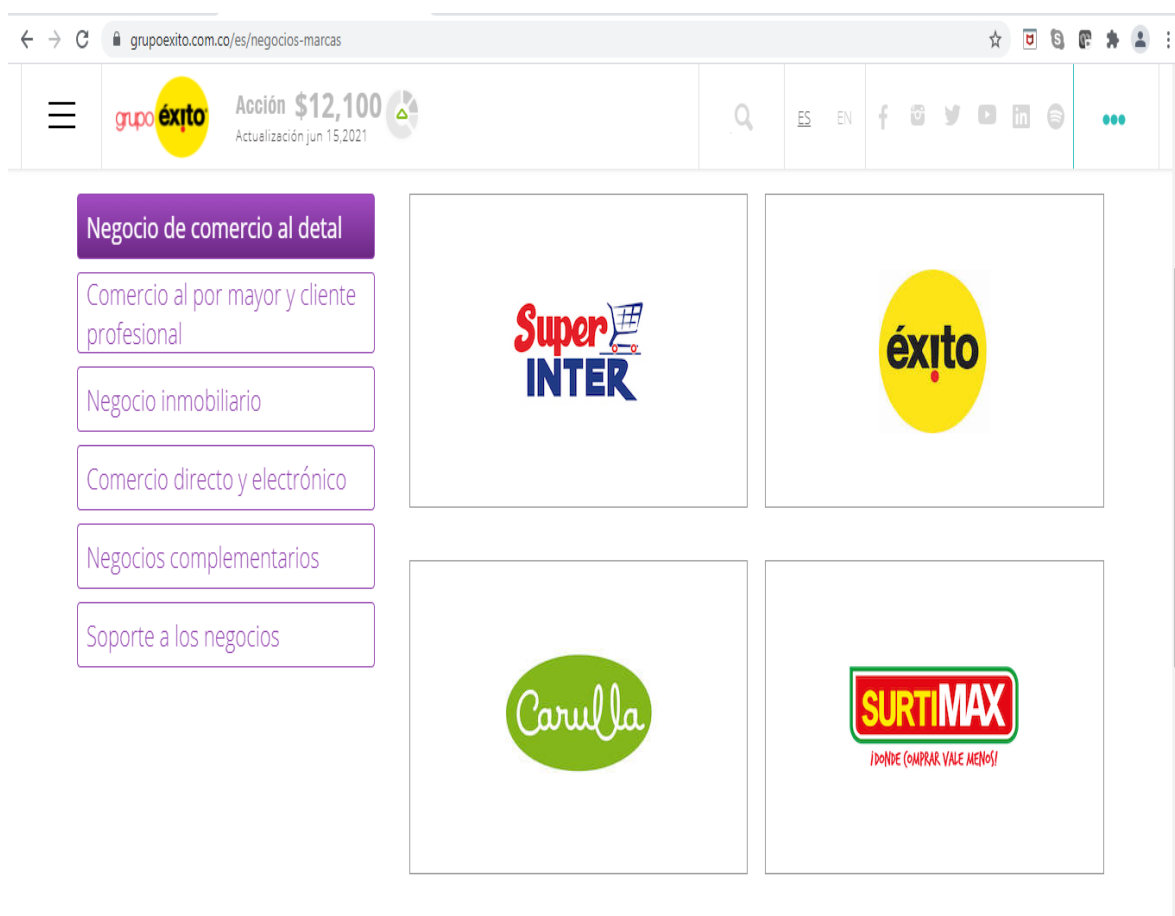 grupoexito.com.co/es/negocios-marcas
grupo éxito
Acción $12,100
Actualización jun 15,2021
ES EN
Negocio de comercio al detal
Comercio al por mayor y cliente
profesional
Negocio inmobiliario
Comercio directo y electrónico
Negocios complementarios
Soporte a los negocios
Super
INTER
éxito
Carulla
SURTIMAX
¡DONDE COMPRAR VALE MENOS!